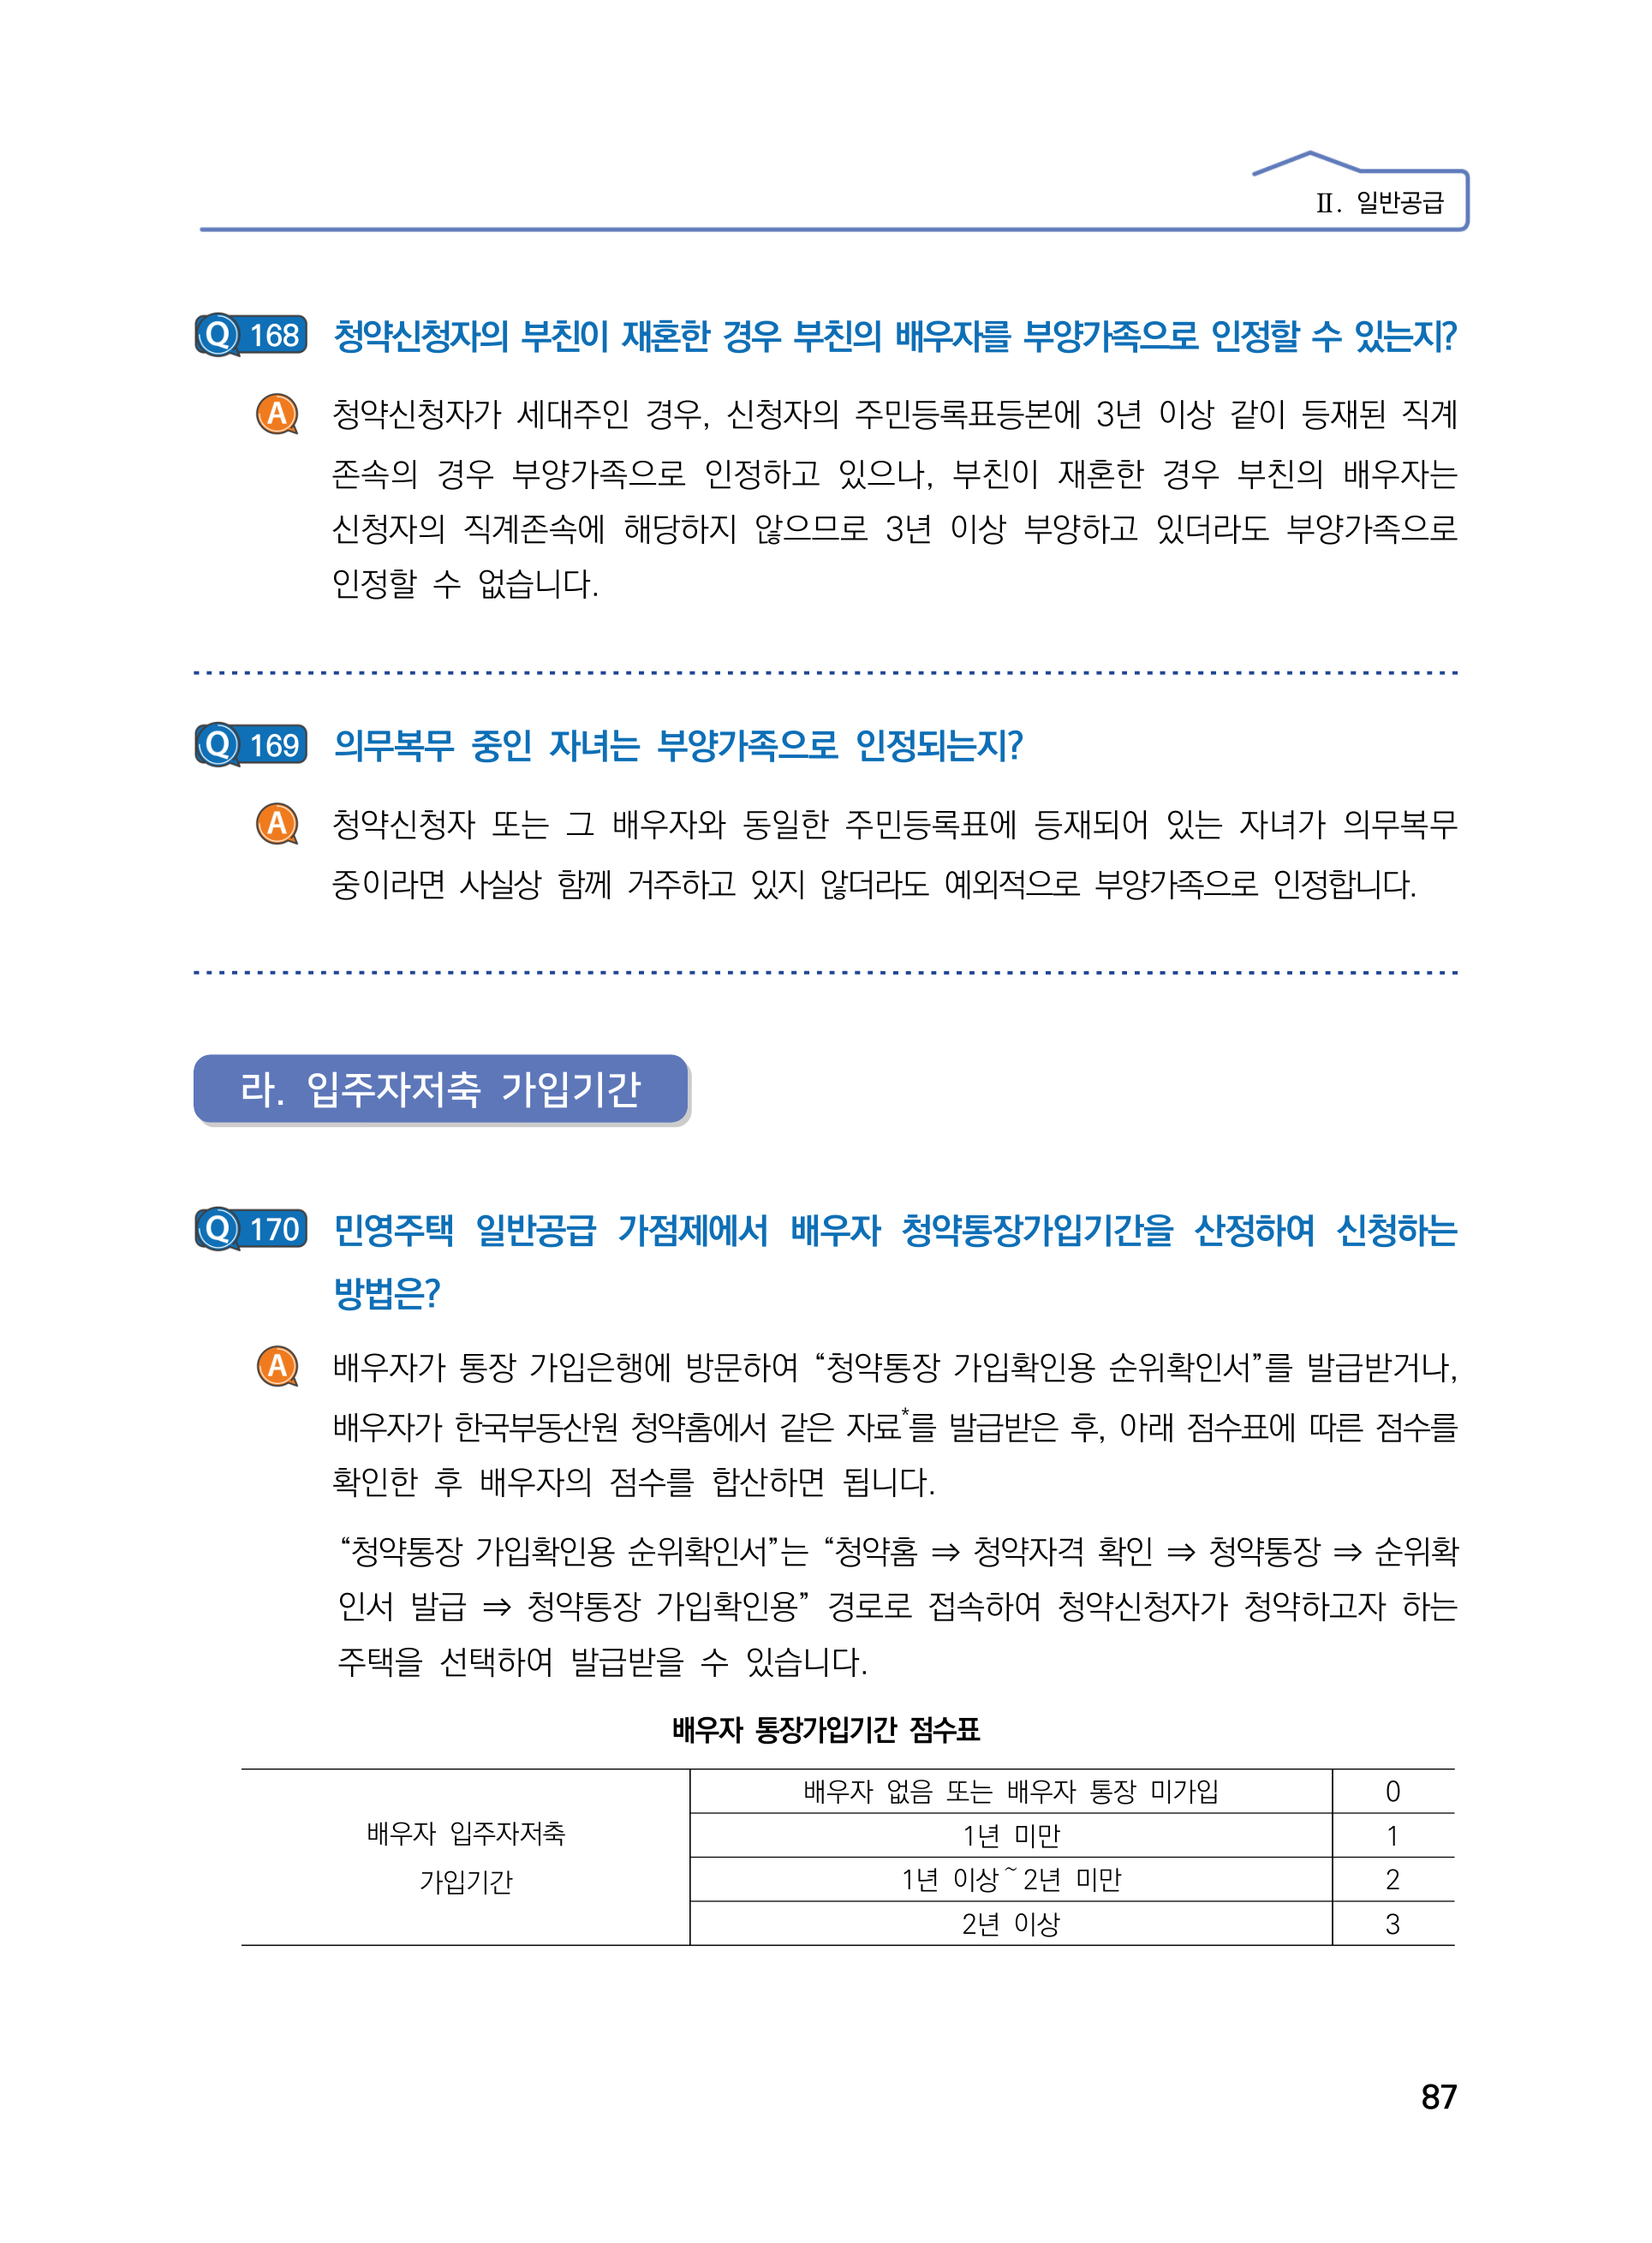 Ⅱ. 일반공급
Q 168 청약신청자의 부친이 재혼한 경우 부친의 배우자를 부양가족으로 인정할 수 있는지?
A 청약신청자가 세대주인 경우, 신청자의 주민등록표등본에 3년 이상 같이 등재된 직계
존속의 경우 부양가족으로 인정하고 있으나, 부친이 재혼한 경우 부친의 배우자는
신청자의 직계존속에 해당하지 않으므로 3년 이상 부양하고 있더라도 부양가족으로
인정할 수 없습니다.
Q 169 의무복무 중인 자녀는 부양가족으로 인정되는지?
A 청약신청자 또는 그 배우자와 동일한 주민등록표에 등재되어 있는 자녀가 의무복무
중이라면 사실상 함께 거주하고 있지 않더라도 예외적으로 부양가족으로 인정합니다.
라. 입주자저축 가입기간
Q 170 민영주택 일반공급 가점제에서 배우자 청약통장가입기간을 산정하여 신청하는
방법은?
A 배우자가 통장 가입은행에 방문하여 “청약통장 가입확인용 순위확인서”를 발급받거나,
배우자가 한국부동산원 청약홈에서 같은 자료*를 발급받은 후, 아래 점수표에 따른 점수를
확인한 후 배우자의 점수를 합산하면 됩니다.
“청약통장 가입확인용 순위확인서”는 “청약홈 ⇒ 청약자격 확인 ⇒ 청약통장 ⇒ 순위확
인서 발급 ⇒ 청약통장 가입확인용” 경로로 접속하여 청약신청자가 청약하고자 하는
주택을 선택하여 발급받을 수 있습니다.
배우자 통장가입기간 점수표
배우자 입주자저축
가입기간
배우자 없음 또는 배우자 통장 미가입 0
1년 미만 1
1년 이상 ~ 2년 미만 2
2년 이상 3
87